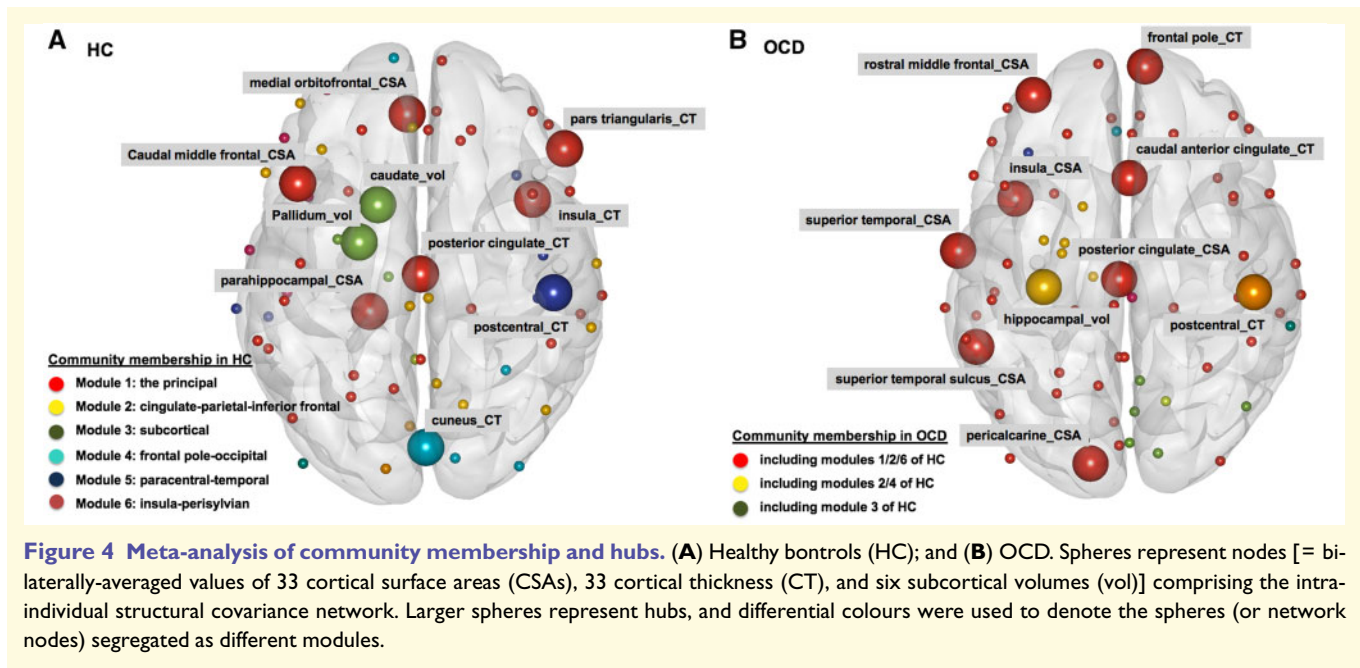 A HC
medial orbitofrontal_CSA
pars triangularis_CT
Caudal middle frontal_CSA
caudate_vol
Pallidum_vol
insula_CT
posterior cingulate_CT
parahippocampal_CSA
postcentral_CT
cuneus_CT
Community membership in HC
Module 1: the principal
Module 2: cingulate-parietal-inferior frontal
Module 3: subcortical
Module 4: frontal pole-occipital
Module 5: paracentral-temporal
Module 6: insula-perisylvian
B OCD
frontal pole_CT
rostral middle frontal_CSA
caudal anterior cingulate_CT
insula_CSA
superior temporal_CSA
posterior cingulate_CSA
hippocampal_vol
postcentral_CT
superior temporal sulcus_CSA
pericalcarine_CSA
Community membership in OCD
including modules 1/2/6 of HC
including modules 2/4 of HC
including module 3 of HC
Figure 4 Meta-analysis of community membership and hubs. (A) Healthy bontrols (HC); and (B) OCD. Spheres represent nodes [= bi-
laterally-averaged values of 33 cortical surface areas (CSAs), 33 cortical thickness (CT), and six subcortical volumes (vol)] comprising the intra-
individual structural covariance network. Larger spheres represent hubs, and differential colours were used to denote the spheres (or network
nodes) segregated as different modules.